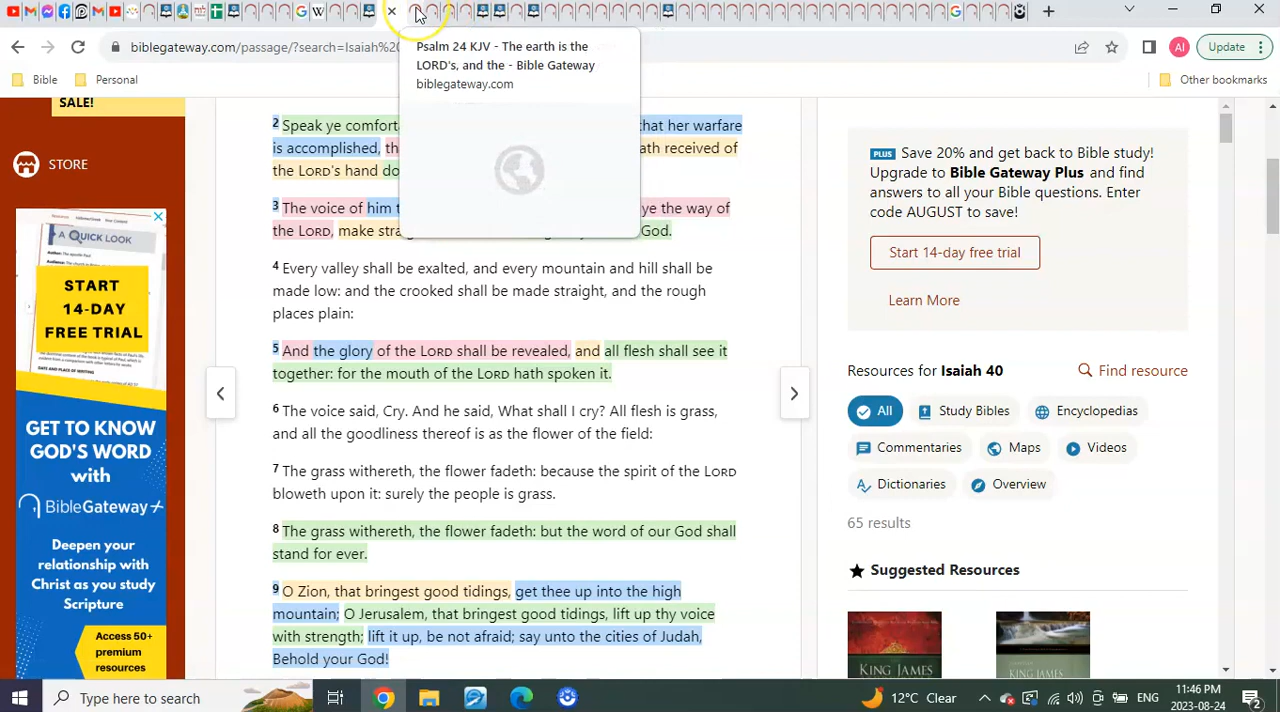 Psalm 24 KJV - The earth is the
LORD's, and the - Bible Gateway
biblegateway.com
biblegateway.com/passage/?search=Isaiah%20
Update
Bible
Personal
Other bookmarks
SALE!
STORE
A QUICK LOOK
START
14-DAY
FREE TRIAL
GET TO KNOW
GOD'S WORD
with
BibleGateway+
Deepen your
relationship with
Christ as you study
Scripture
Access 50+
premium
resources
2 Speak ye comfort that her warfare
is accomplished, th ath received of
the LORD's hand do
3 The voice of him t ye the way of
the LORD, make stra God.
4 Every valley shall be exalted, and every mountain and hill shall be
made low: and the crooked shall be made straight, and the rough
places plain:
5 And the glory of the LORD shall be revealed, and all flesh shall see it
together: for the mouth of the LORD hath spoken it.
6 The voice said, Cry. And he said, What shall I cry? All flesh is grass,
and all the goodliness thereof is as the flower of the field:
7 The grass withereth, the flower fadeth: because the spirit of the LORD
bloweth upon it: surely the people is grass.
8 The grass withereth, the flower fadeth: but the word of our God shall
stand for ever.
9 O Zion, that bringest good tidings, get thee up into the high
mountain; O Jerusalem, that bringest good tidings, lift up thy voice
with strength; lift it up, be not afraid; say unto the cities of Judah,
Behold your God!
PLUS Save 20% and get back to Bible study!
Upgrade to Bible Gateway Plus and find
answers to all your Bible questions. Enter
code AUGUST to save!
Start 14-day free trial
Learn More
Resources for Isaiah 40
Find resource
All
Study Bibles
Encyclopedias
Commentaries
Maps
Videos
Dictionaries
Overview
65 results
Suggested Resources
KING JAMES
KING JAMES
Type here to search
12°C Clear
ENG
11:46 PM
2023-08-24
2